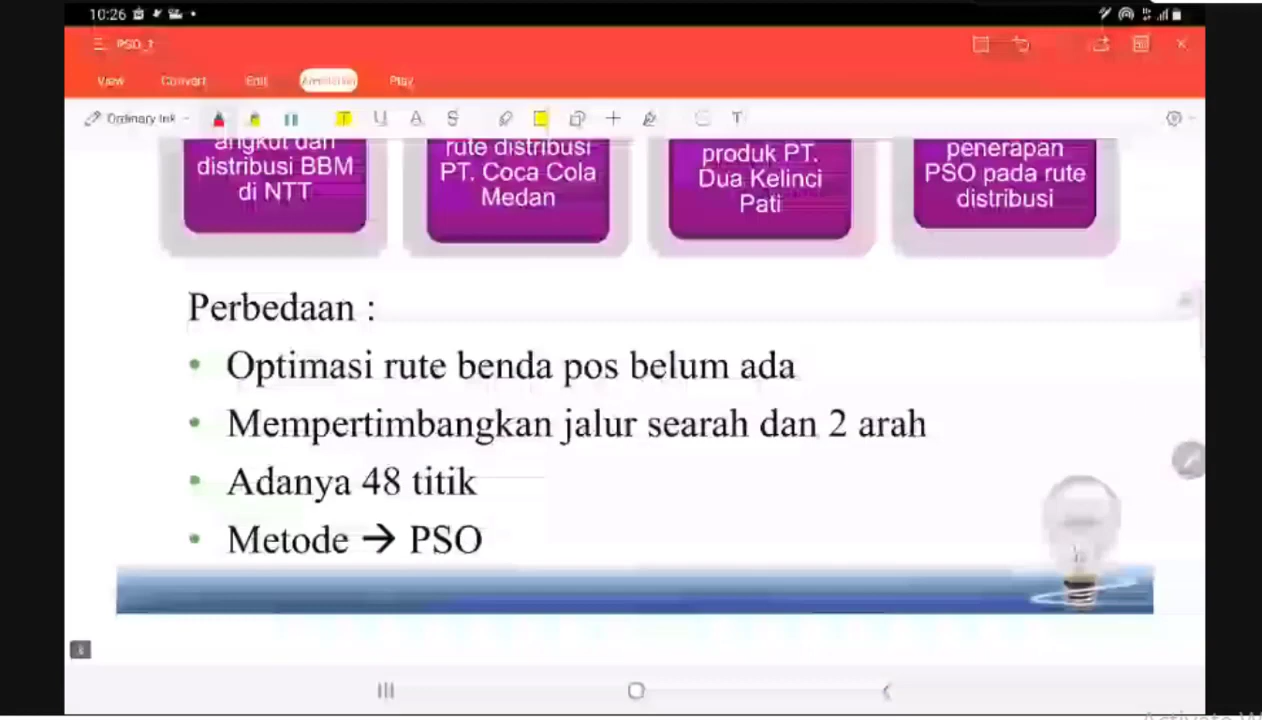 10:26
PSO_1
View Convert Edit Annotation Play
Ordinary Ink
angkut dan
distribusi BBM
di NTT
rute distribusi
PT. Coca Cola
Medan
produk PT.
Dua Kelinci
Pati
penerapan
PSO pada rute
distribusi
Perbedaan :
• Optimasi rute benda pos belum ada
• Mempertimbangkan jalur searah dan 2 arah
• Adanya 48 titik
• Metode → PSO